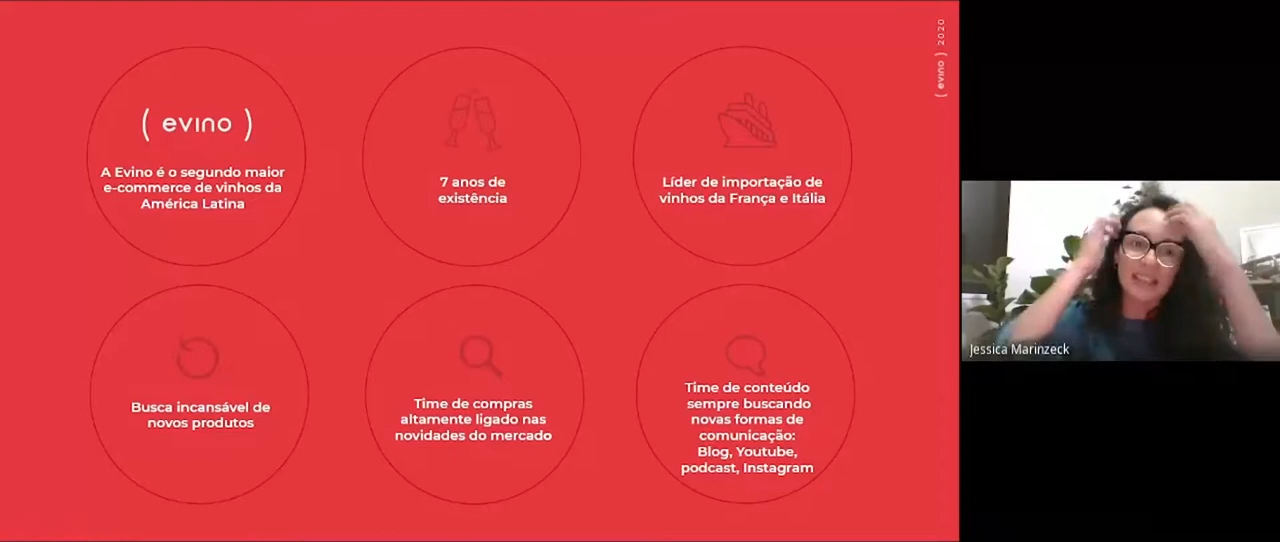 ( evino ) 2020
( evino )
A Evino é o segundo maior
e-commerce de vinhos da
América Latina
7 anos de
existência
Líder de importação de
vinhos da França e Itália
Busca incansável de
novos produtos
Time de compras
altamente ligado nas
novidades do mercado
Time de conteúdo
sempre buscando
novas formas de
comunicação:
Blog, Youtube,
podcast, Instagram
Jessica Marinzeck